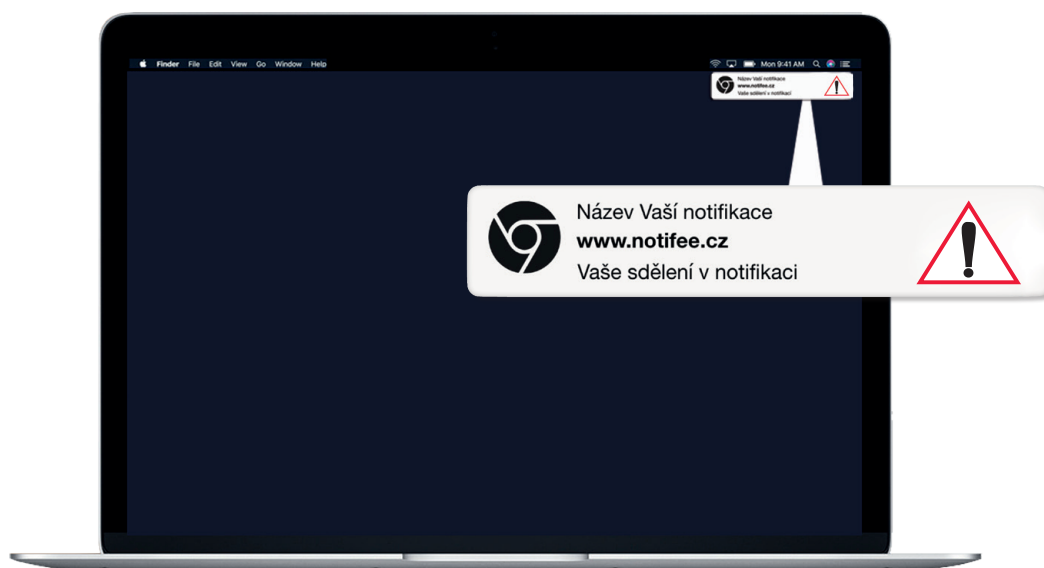 Finder File Edit View Go Window Help
Mon 9:41 AM
Název Vaší notifikace
www.notifee.cz
Vaše sdělení v notifikaci
Název Vaší notifikace
www.notifee.cz
Vaše sdělení v notifikaci